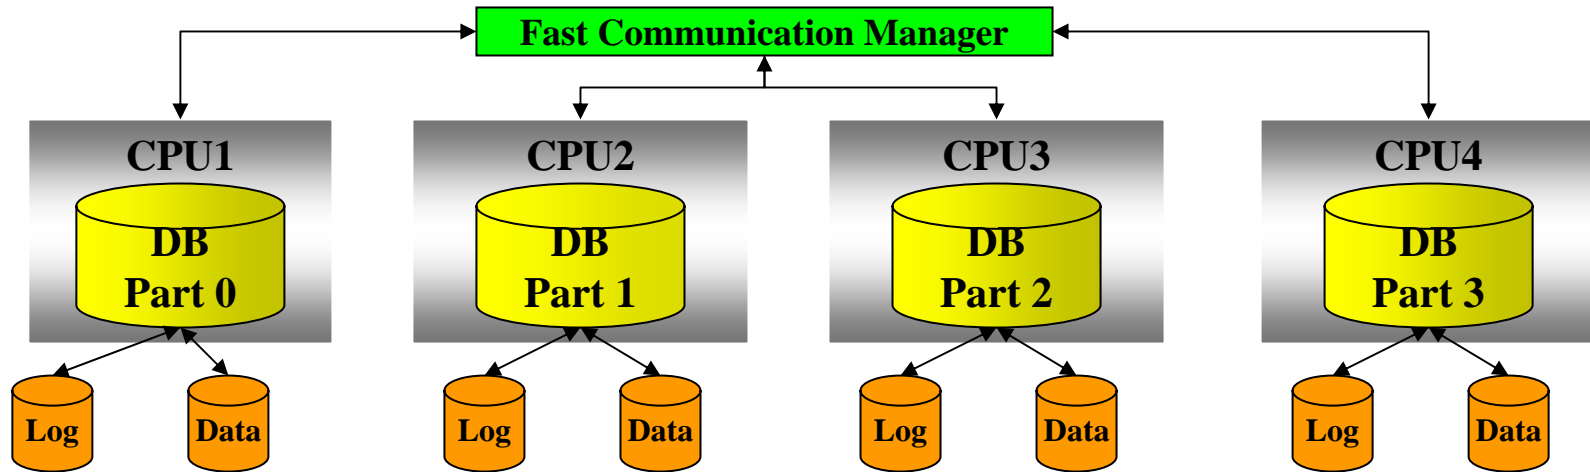 Fast Communication Manager
CPU1
CPU2
CPU3
CPU4
DB
Part 0
DB
Part 1
DB
Part 2
DB
Part 3
Log
Data
Log
Data
Log
Data
Log
Data